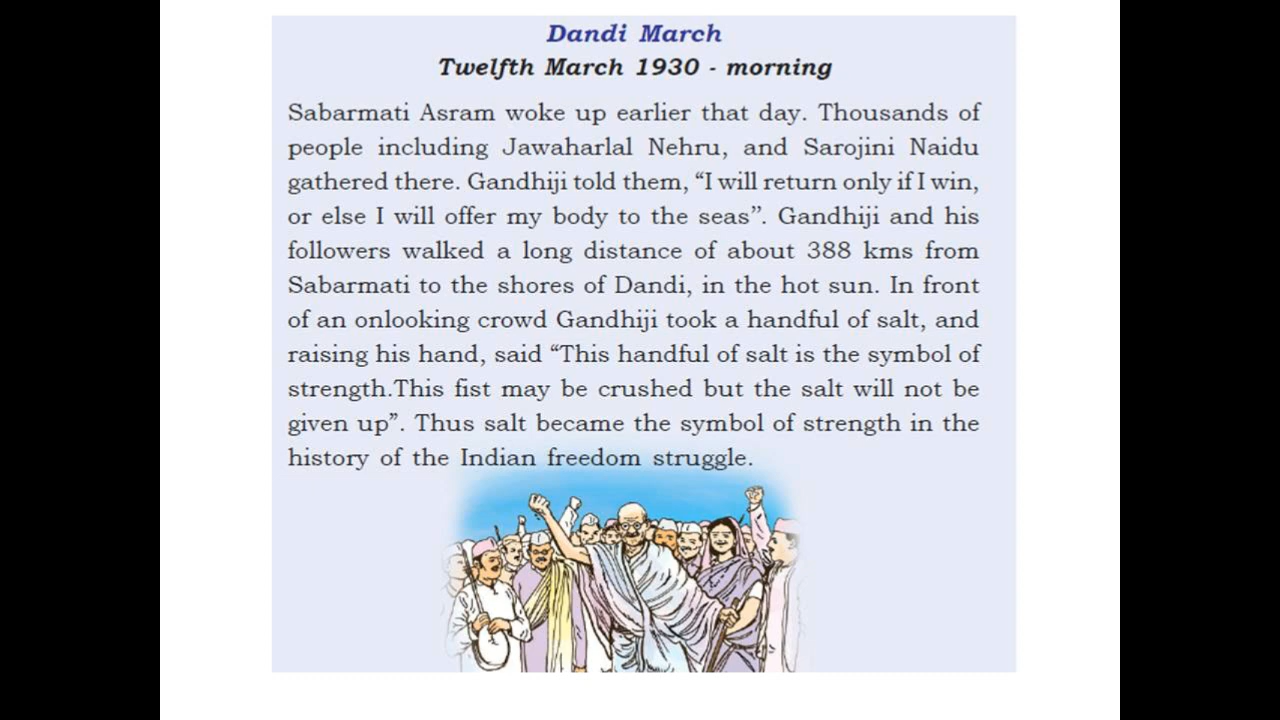 Dandi March
Twelfth March 1930 - morning
Sabarmati Asram woke up earlier that day. Thousands of
people including Jawaharlal Nehru, and Sarojini Naidu
gathered there. Gandhiji told them, “I will return only if I win,
or else I will offer my body to the seas”. Gandhiji and his
followers walked a long distance of about 388 kms from
Sabarmati to the shores of Dandi, in the hot sun. In front
of an onlooking crowd Gandhiji took a handful of salt, and
raising his hand, said “This handful of salt is the symbol of
strength.This fist may be crushed but the salt will not be
given up”. Thus salt became the symbol of strength in the
history of the Indian freedom struggle.